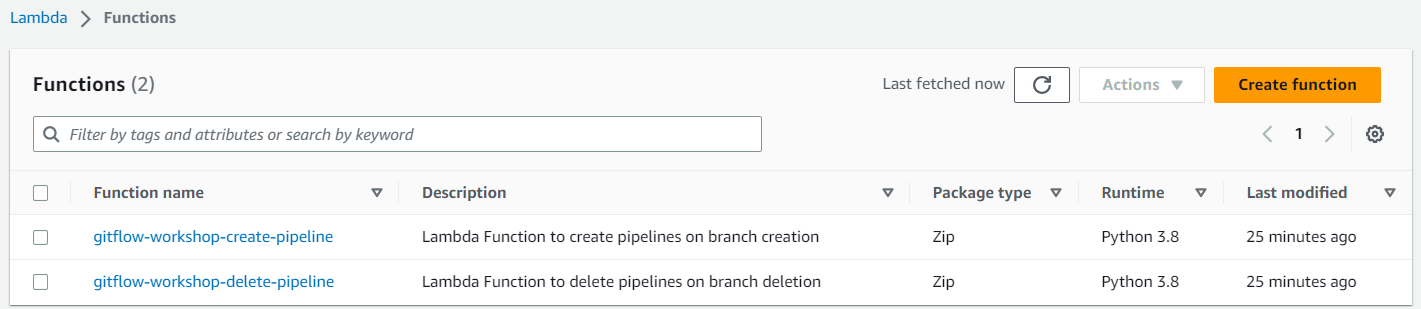 Lambda Functions
Functions (2) Last fetched now Actions Create function
Filter by tags and attributes or search by keyword 1
Function name Description Package type Runtime Last modified
gitflow-workshop-create-pipeline Lambda Function to create pipelines on branch creation Zip Python 3.8 25 minutes ago
gitflow-workshop-delete-pipeline Lambda Function to delete pipelines on branch deletion Zip Python 3.8 25 minutes ago